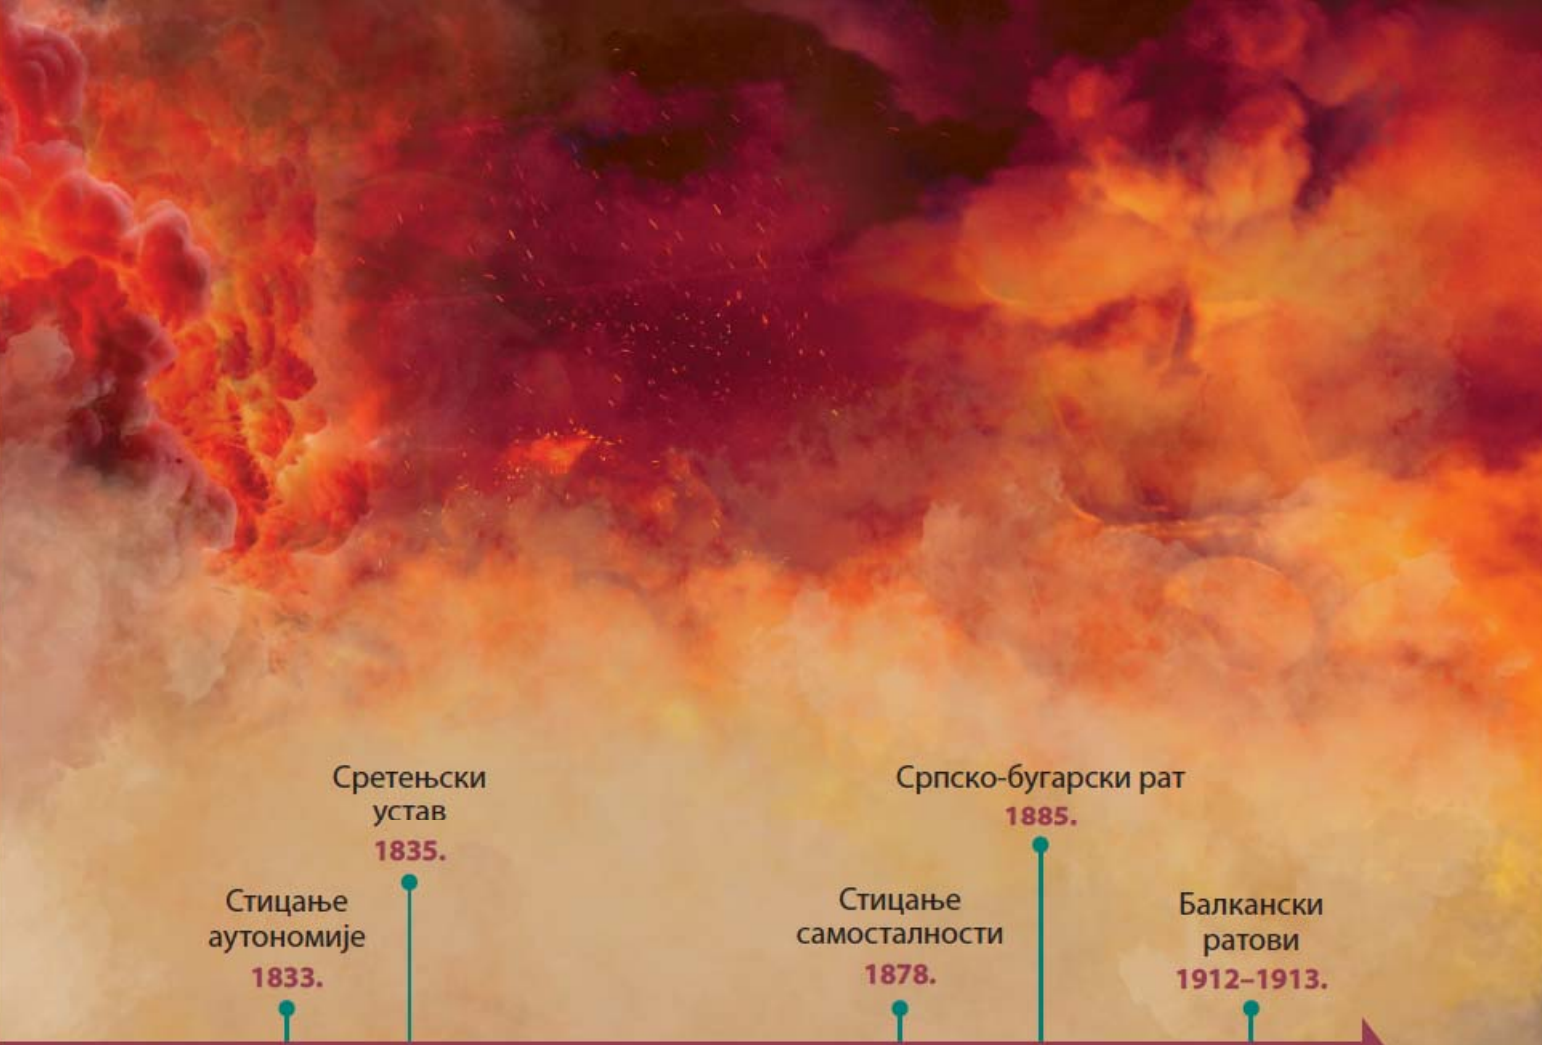 Стицање
аутономије
1833.
Сретењски
устав
1835.
Стицање
самосталности
1878.
Српско-бугарски рат
1885.
Балкански
ратови
1912–1913.